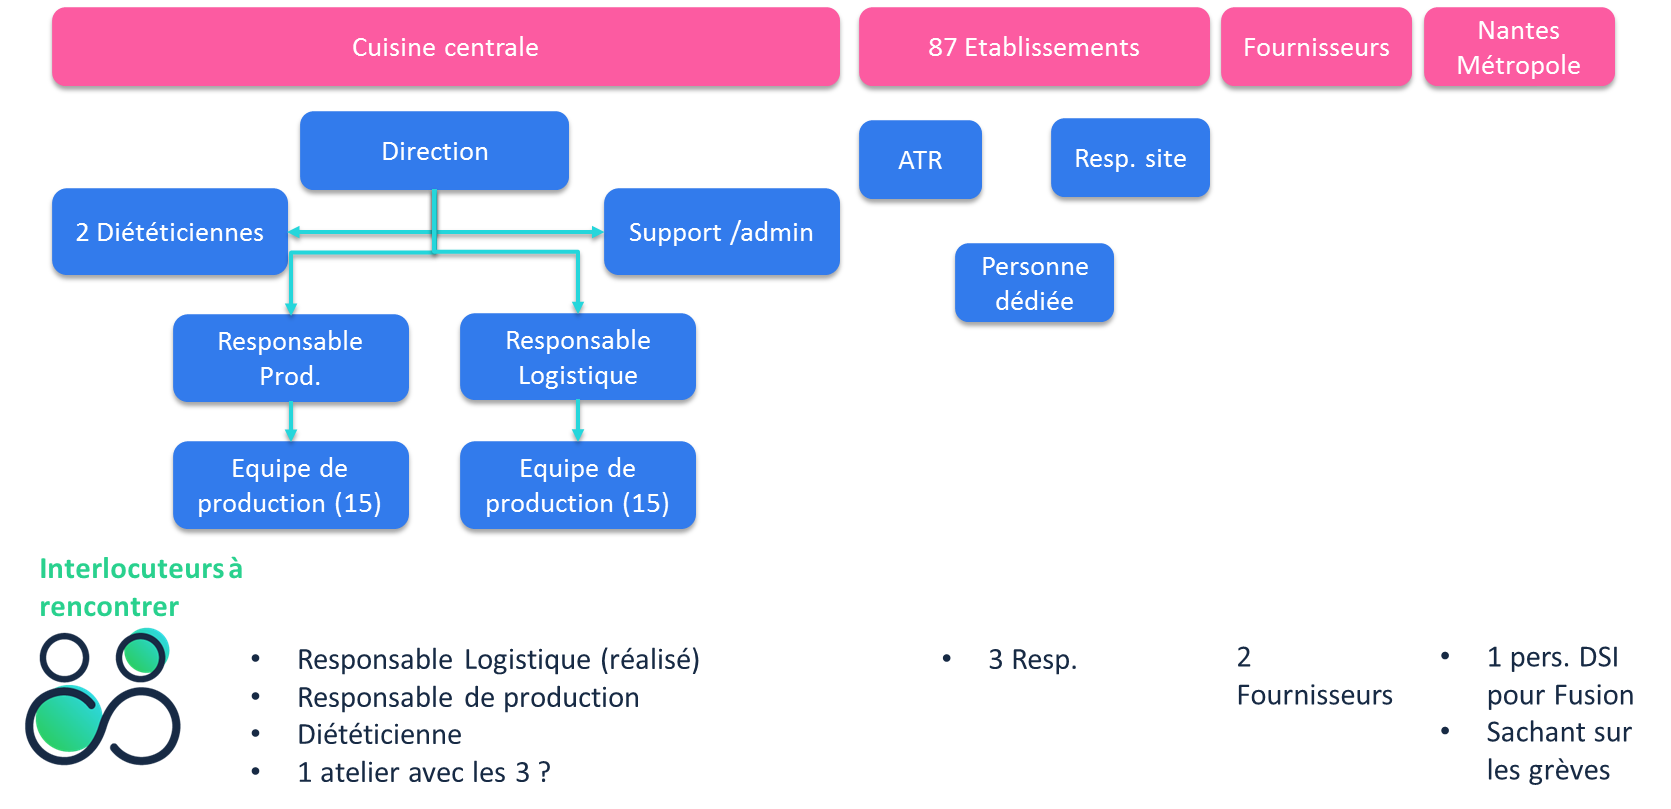 Cuisine centrale
87 Etablissements
Fournisseurs
Nantes
Métropole
Direction
ATR
Resp. site
2 Diététiciennes
Support /admin
Personne
dédiée
Responsable
Prod.
Responsable
Logistique
Equipe de
production (15)
Equipe de
production (15)
Interlocuteurs à
rencontrer
• Responsable Logistique (réalisé)
• Responsable de production
• Diététicienne
• 1 atelier avec les 3 ?
• 3 Resp.
2
Fournisseurs
• 1 pers. DSI
pour Fusion
• Sachant sur
les grèves